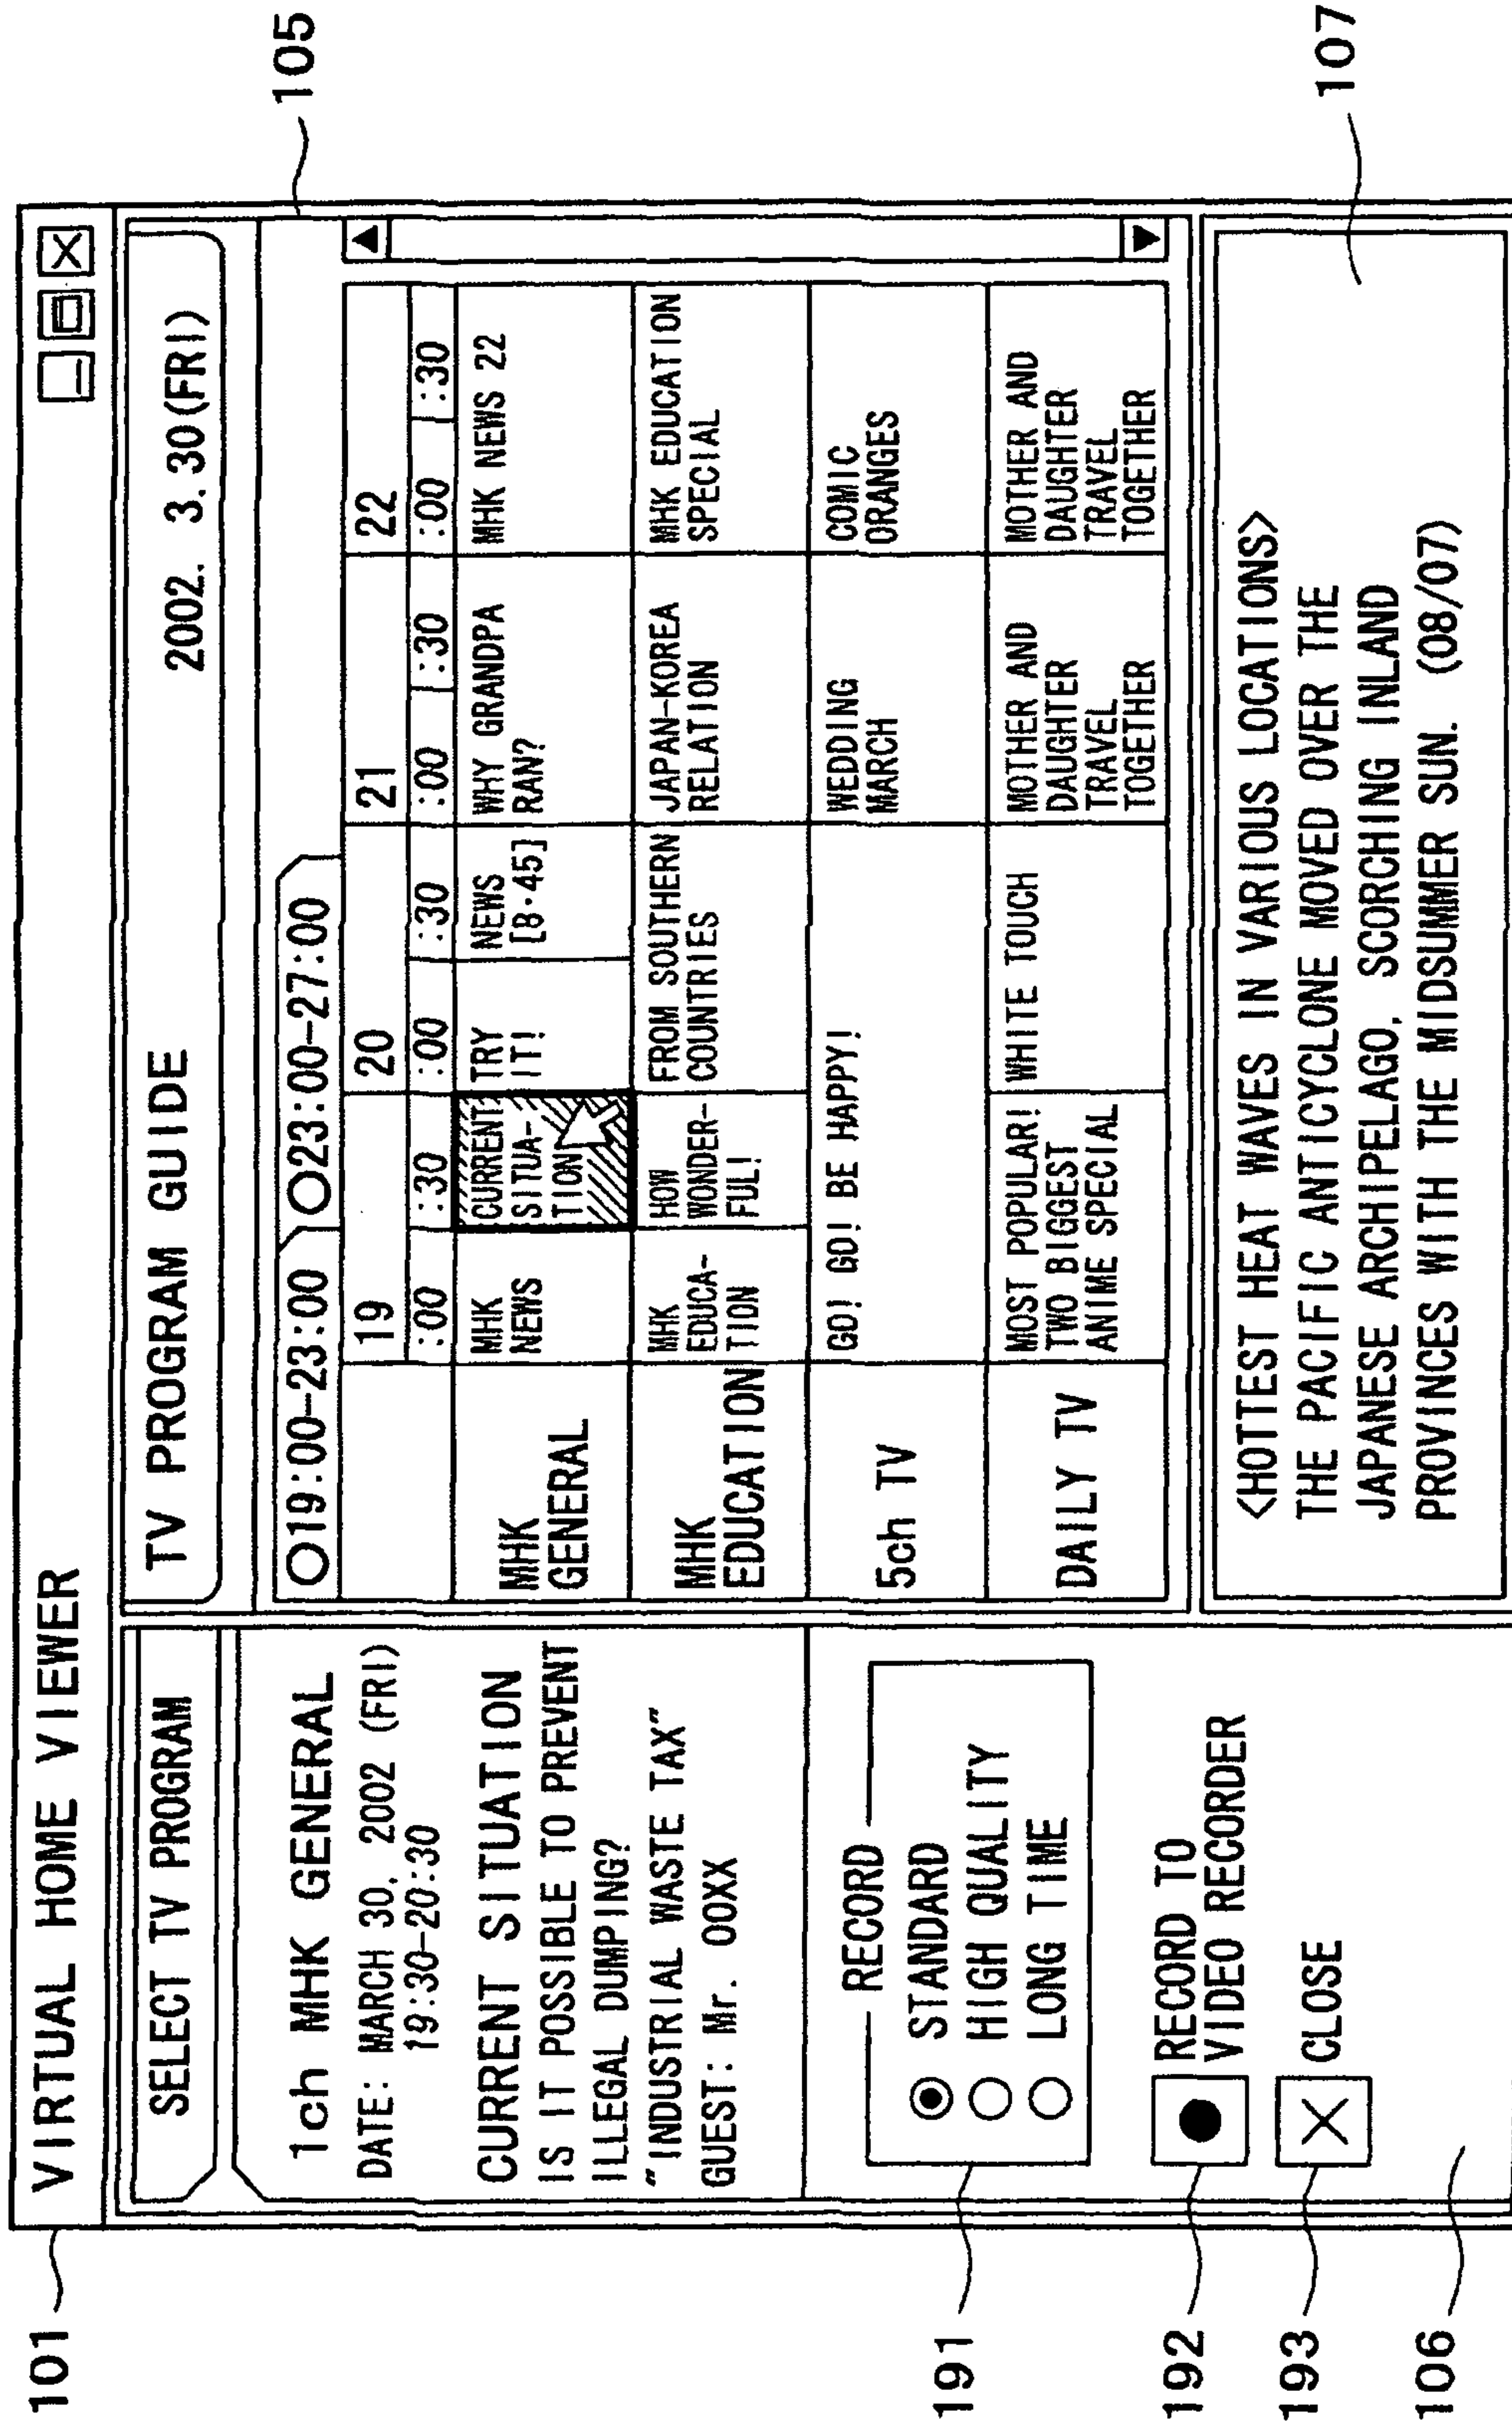 VIRTUAL HOME VIEWER
101
SELECT TV PROGRAM
1ch MHK GENERAL
DATE: MARCH 30, 2002 (FRI)
19:30-20:30
CURRENT SITUATION
IS IT POSSIBLE TO PREVENT
ILLEGAL DUMPING?
"INDUSTRIAL WASTE TAX"
GUEST: Mr. OOXX
RECORD
STANDARD
HIGH QUALITY
LONG TIME
191
RECORD TO
VIDEO RECORDER
192
CLOSE
193
106
TV PROGRAM GUIDE 2002. 3. 30 (FRI)
105
19:00-23:00 23:00-27:00
19 20 21 22
:00 :30 :00 :30 :00 :30 :00 :30
MHK
GENERAL
MHK
NEWS
CURRENT
SITUA-
TION
TRY
IT!
NEWS
[8·45]
WHY GRANDPA
RAN?
MHK NEWS 22
MHK
EDUCATION
MHK
EDUCA-
TION
HOW
WONDER-
FUL!
FROM SOUTHERN
COUNTRIES
JAPAN-KOREA
RELATION
MHK EDUCATION
SPECIAL
5ch TV
GO! GO! BE HAPPY!
WEDDING
MARCH
COMIC
ORANGES
DAILY TV
MOST POPULAR!
TWO BIGGEST
ANIME SPECIAL
WHITE TOUCH
MOTHER AND
DAUGHTER
TRAVEL
TOGETHER
MOTHER AND
DAUGHTER
TRAVEL
TOGETHER
<HOTTEST HEAT WAVES IN VARIOUS LOCATIONS>
THE PACIFIC ANTICYCLONE MOVED OVER THE
JAPANESE ARCHIPELAGO, SCORCHING INLAND
PROVINCES WITH THE MIDSUMMER SUN. (08/07)
107